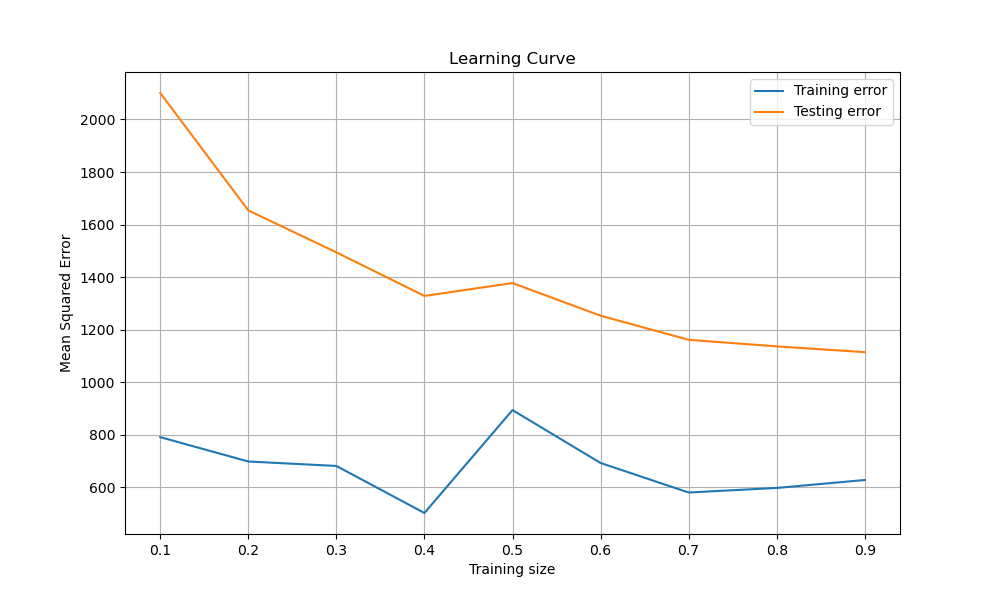 Learning Curve
Training error
Testing error
2000
1800
1600
1400
1200
1000
800
600
Mean Squared Error
0.1 0.2 0.3 0.4 0.5 0.6 0.7 0.8 0.9
Training size